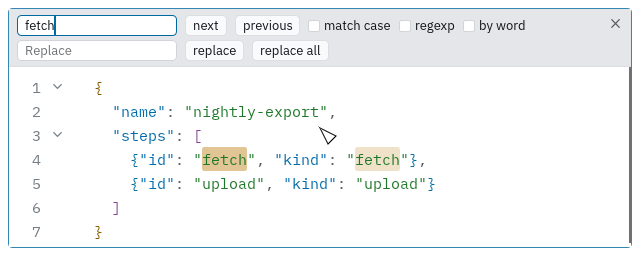 fetch next previous match case regexp by word ×
Replace replace replace all
1 {
2 "name": "nightly-export",
3 "steps": [
4 {"id": "fetch", "kind": "fetch"},
5 {"id": "upload", "kind": "upload"}
6 ]
7 }